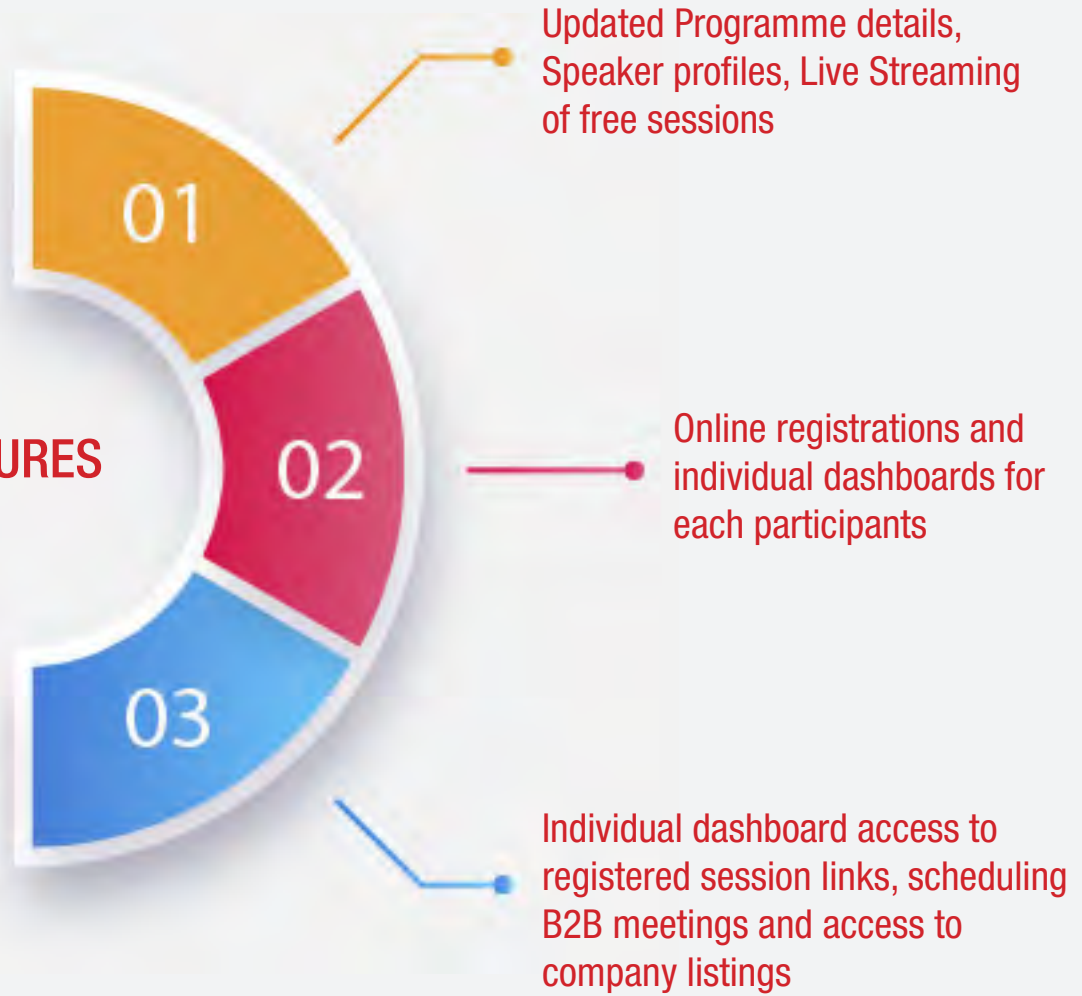 01
Updated Programme details,
Speaker profiles, Live Streaming
of free sessions
URES
02
Online registrations and
individual dashboards for
each participants
03
Individual dashboard access to
registered session links, scheduling
B2B meetings and access to
company listings